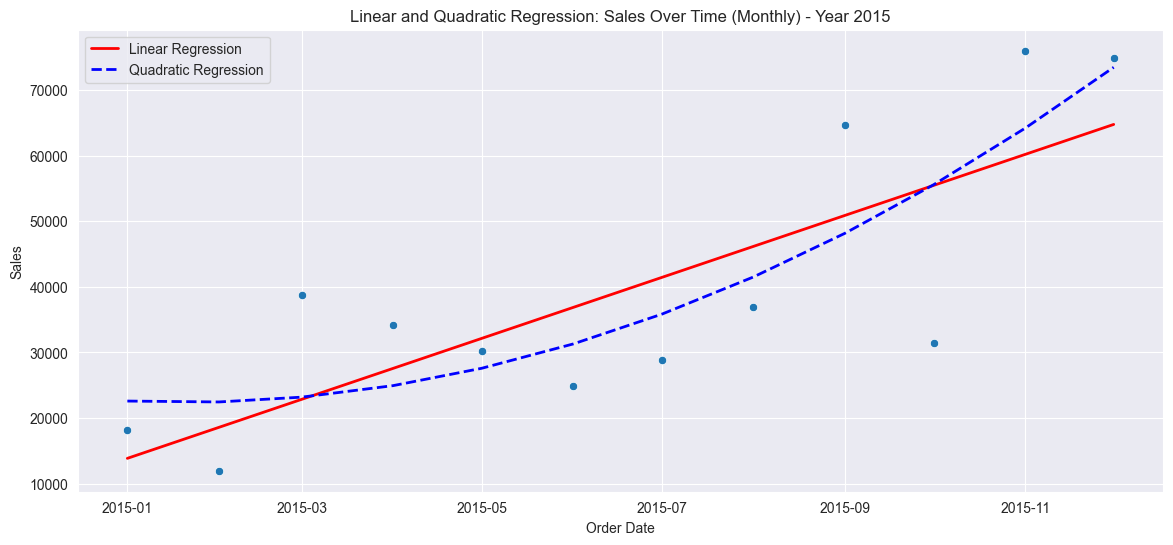 Linear and Quadratic Regression: Sales Over Time (Monthly) - Year 2015
Linear Regression
Quadratic Regression
Sales
70000
60000
50000
40000
30000
20000
10000
2015-01
2015-03
2015-05
2015-07
2015-09
2015-11
Order Date